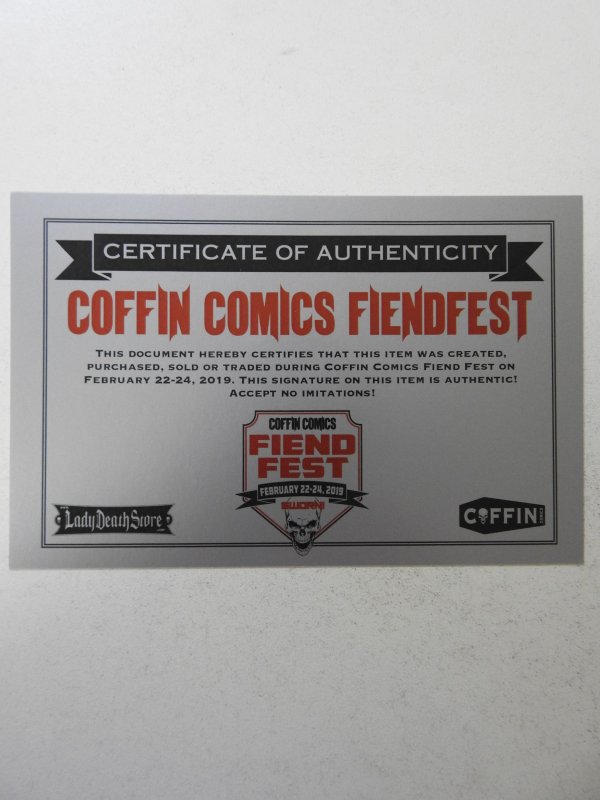 CERTIFICATE OF AUTHENTICITY
COFFIN COMICS FIENDFEST
THIS DOCUMENT HEREBY CERTIFIES THAT THIS ITEM WAS CREATED,
PURCHASED, SOLD OR TRADED DURING COFFIN COMICS FIEND FEST ON
FEBRUARY 22-24, 2019. THIS SIGNATURE ON THIS ITEM IS AUTHENTIC!
ACCEPT NO IMITATIONS!
COFFIN COMICS
FIEND
FEST
FEBRUARY 22-24, 2019
SWORN!
Lady Death Store
COFFIN